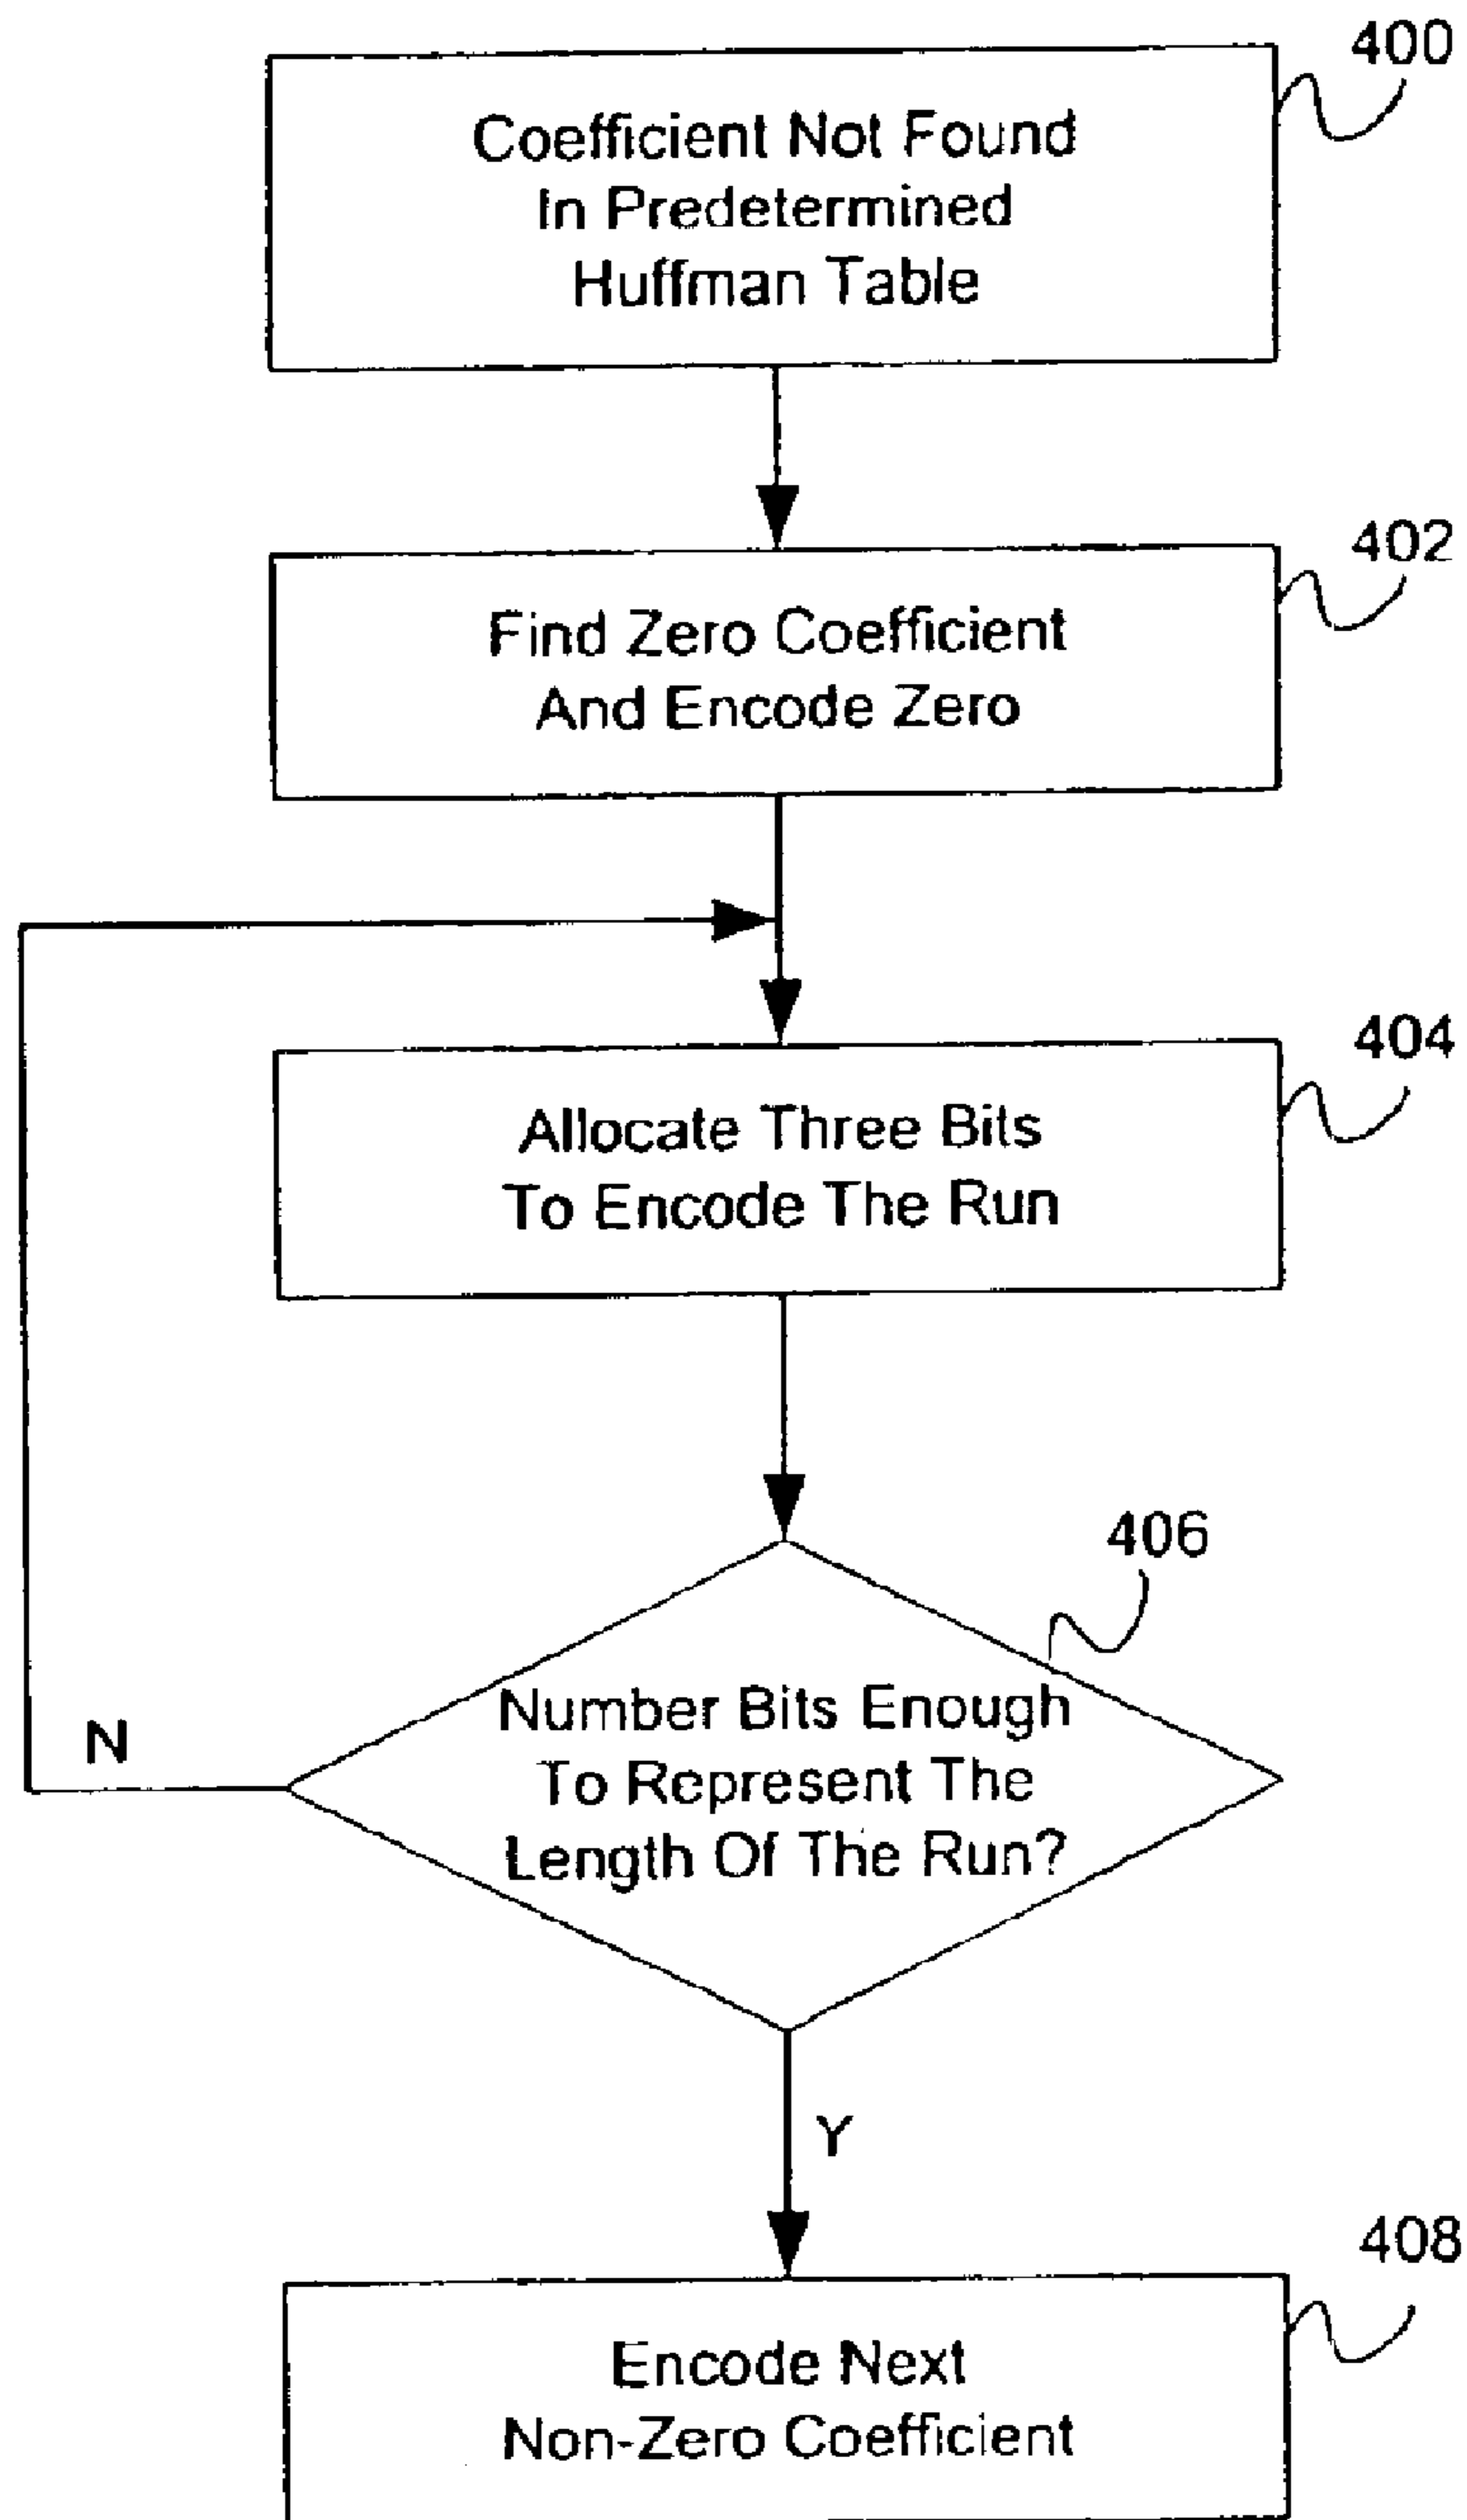 400
Coefficient Not Found
In Predetermined
Huffman Table
402
Find Zero Coefficient
And Encode Zero
404
Allocate Three Bits
To Encode The Run
406
Number Bits Enough
To Represent The
Length Of The Run?
N
Y
408
Encode Next
Non-Zero Coefficient